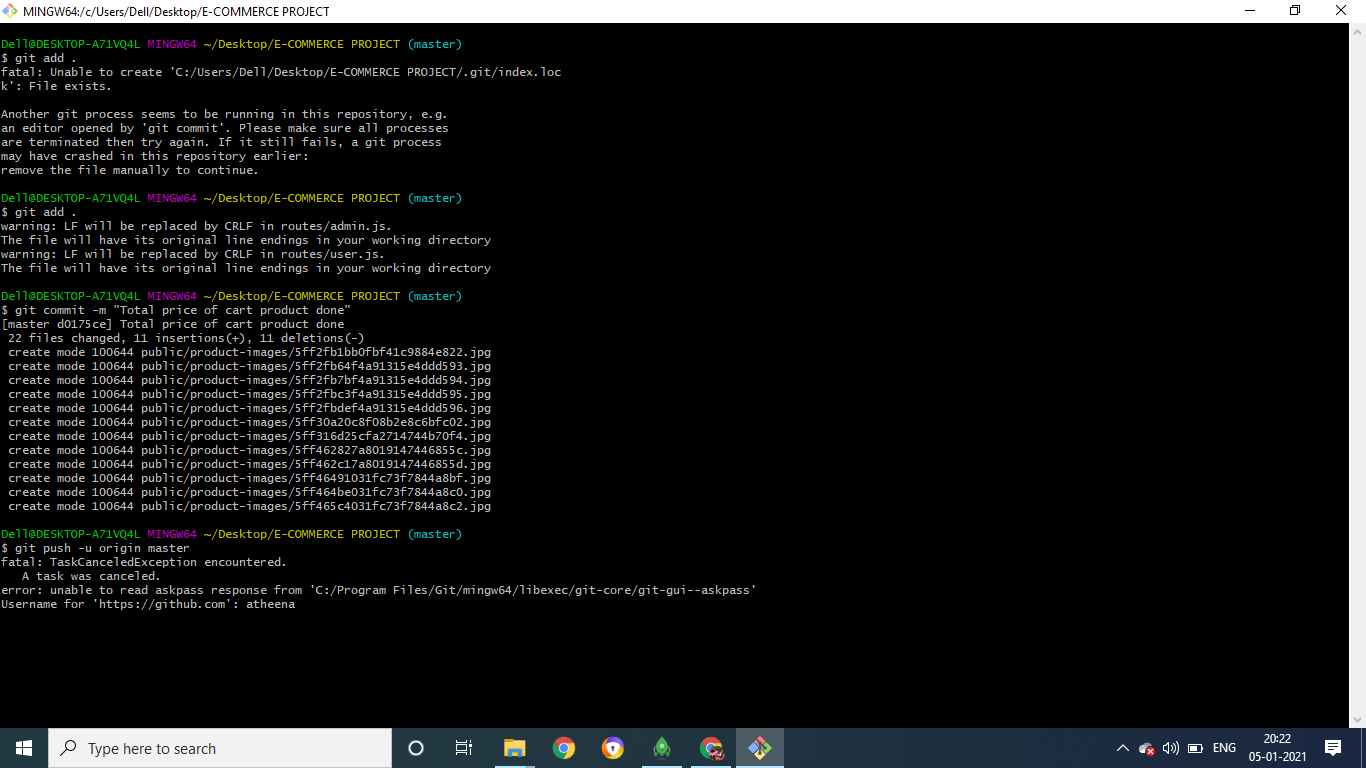 MINGW64:/c/Users/Dell/Desktop/E-COMMERCE PROJECT
Dell@DESKTOP-A71VQ4L MINGW64 ~/Desktop/E-COMMERCE PROJECT (master)
$ git add .
fatal: Unable to create 'C:/Users/Dell/Desktop/E-COMMERCE PROJECT/.git/index.loc
k': File exists.
Another git process seems to be running in this repository, e.g.
an editor opened by 'git commit'. Please make sure all processes
are terminated then try again. If it still fails, a git process
may have crashed in this repository earlier:
remove the file manually to continue.
Dell@DESKTOP-A71VQ4L MINGW64 ~/Desktop/E-COMMERCE PROJECT (master)
$ git add .
warning: LF will be replaced by CRLF in routes/admin.js.
The file will have its original line endings in your working directory
warning: LF will be replaced by CRLF in routes/user.js.
The file will have its original line endings in your working directory
Dell@DESKTOP-A71VQ4L MINGW64 ~/Desktop/E-COMMERCE PROJECT (master)
$ git commit -m "Total price of cart product done"
[master d0175ce] Total price of cart product done
 22 files changed, 11 insertions(+), 11 deletions(-)
 create mode 100644 public/product-images/5ff2fb1bb0fbf41c9884e822.jpg
 create mode 100644 public/product-images/5ff2fb64f4a91315e4ddd593.jpg
 create mode 100644 public/product-images/5ff2fb7bf4a91315e4ddd594.jpg
 create mode 100644 public/product-images/5ff2fbc3f4a91315e4ddd595.jpg
 create mode 100644 public/product-images/5ff2fbdef4a91315e4ddd596.jpg
 create mode 100644 public/product-images/5ff30a20c8f08b2e8c6bfc02.jpg
 create mode 100644 public/product-images/5ff316d25cfa2714744b70f4.jpg
 create mode 100644 public/product-images/5ff462827a8019147446855c.jpg
 create mode 100644 public/product-images/5ff462c17a8019147446855d.jpg
 create mode 100644 public/product-images/5ff46491031fc73f7844a8bf.jpg
 create mode 100644 public/product-images/5ff464be031fc73f7844a8c0.jpg
 create mode 100644 public/product-images/5ff465c4031fc73f7844a8c2.jpg
Dell@DESKTOP-A71VQ4L MINGW64 ~/Desktop/E-COMMERCE PROJECT (master)
$ git push -u origin master
fatal: TaskCanceledException encountered.
   A task was canceled.
error: unable to read askpass response from 'C:/Program Files/Git/mingw64/libexec/git-core/git-gui--askpass'
Username for 'https://github.com': atheena
Type here to search
ENG
20:22
05-01-2021